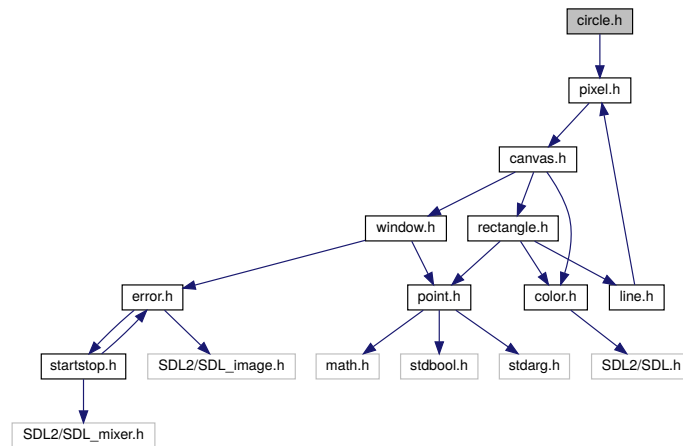 circle.h
pixel.h
canvas.h
window.h
rectangle.h
error.h
point.h
color.h
line.h
startstop.h
SDL2/SDL_image.h
math.h
stdbool.h
stdarg.h
SDL2/SDL.h
SDL2/SDL_mixer.h